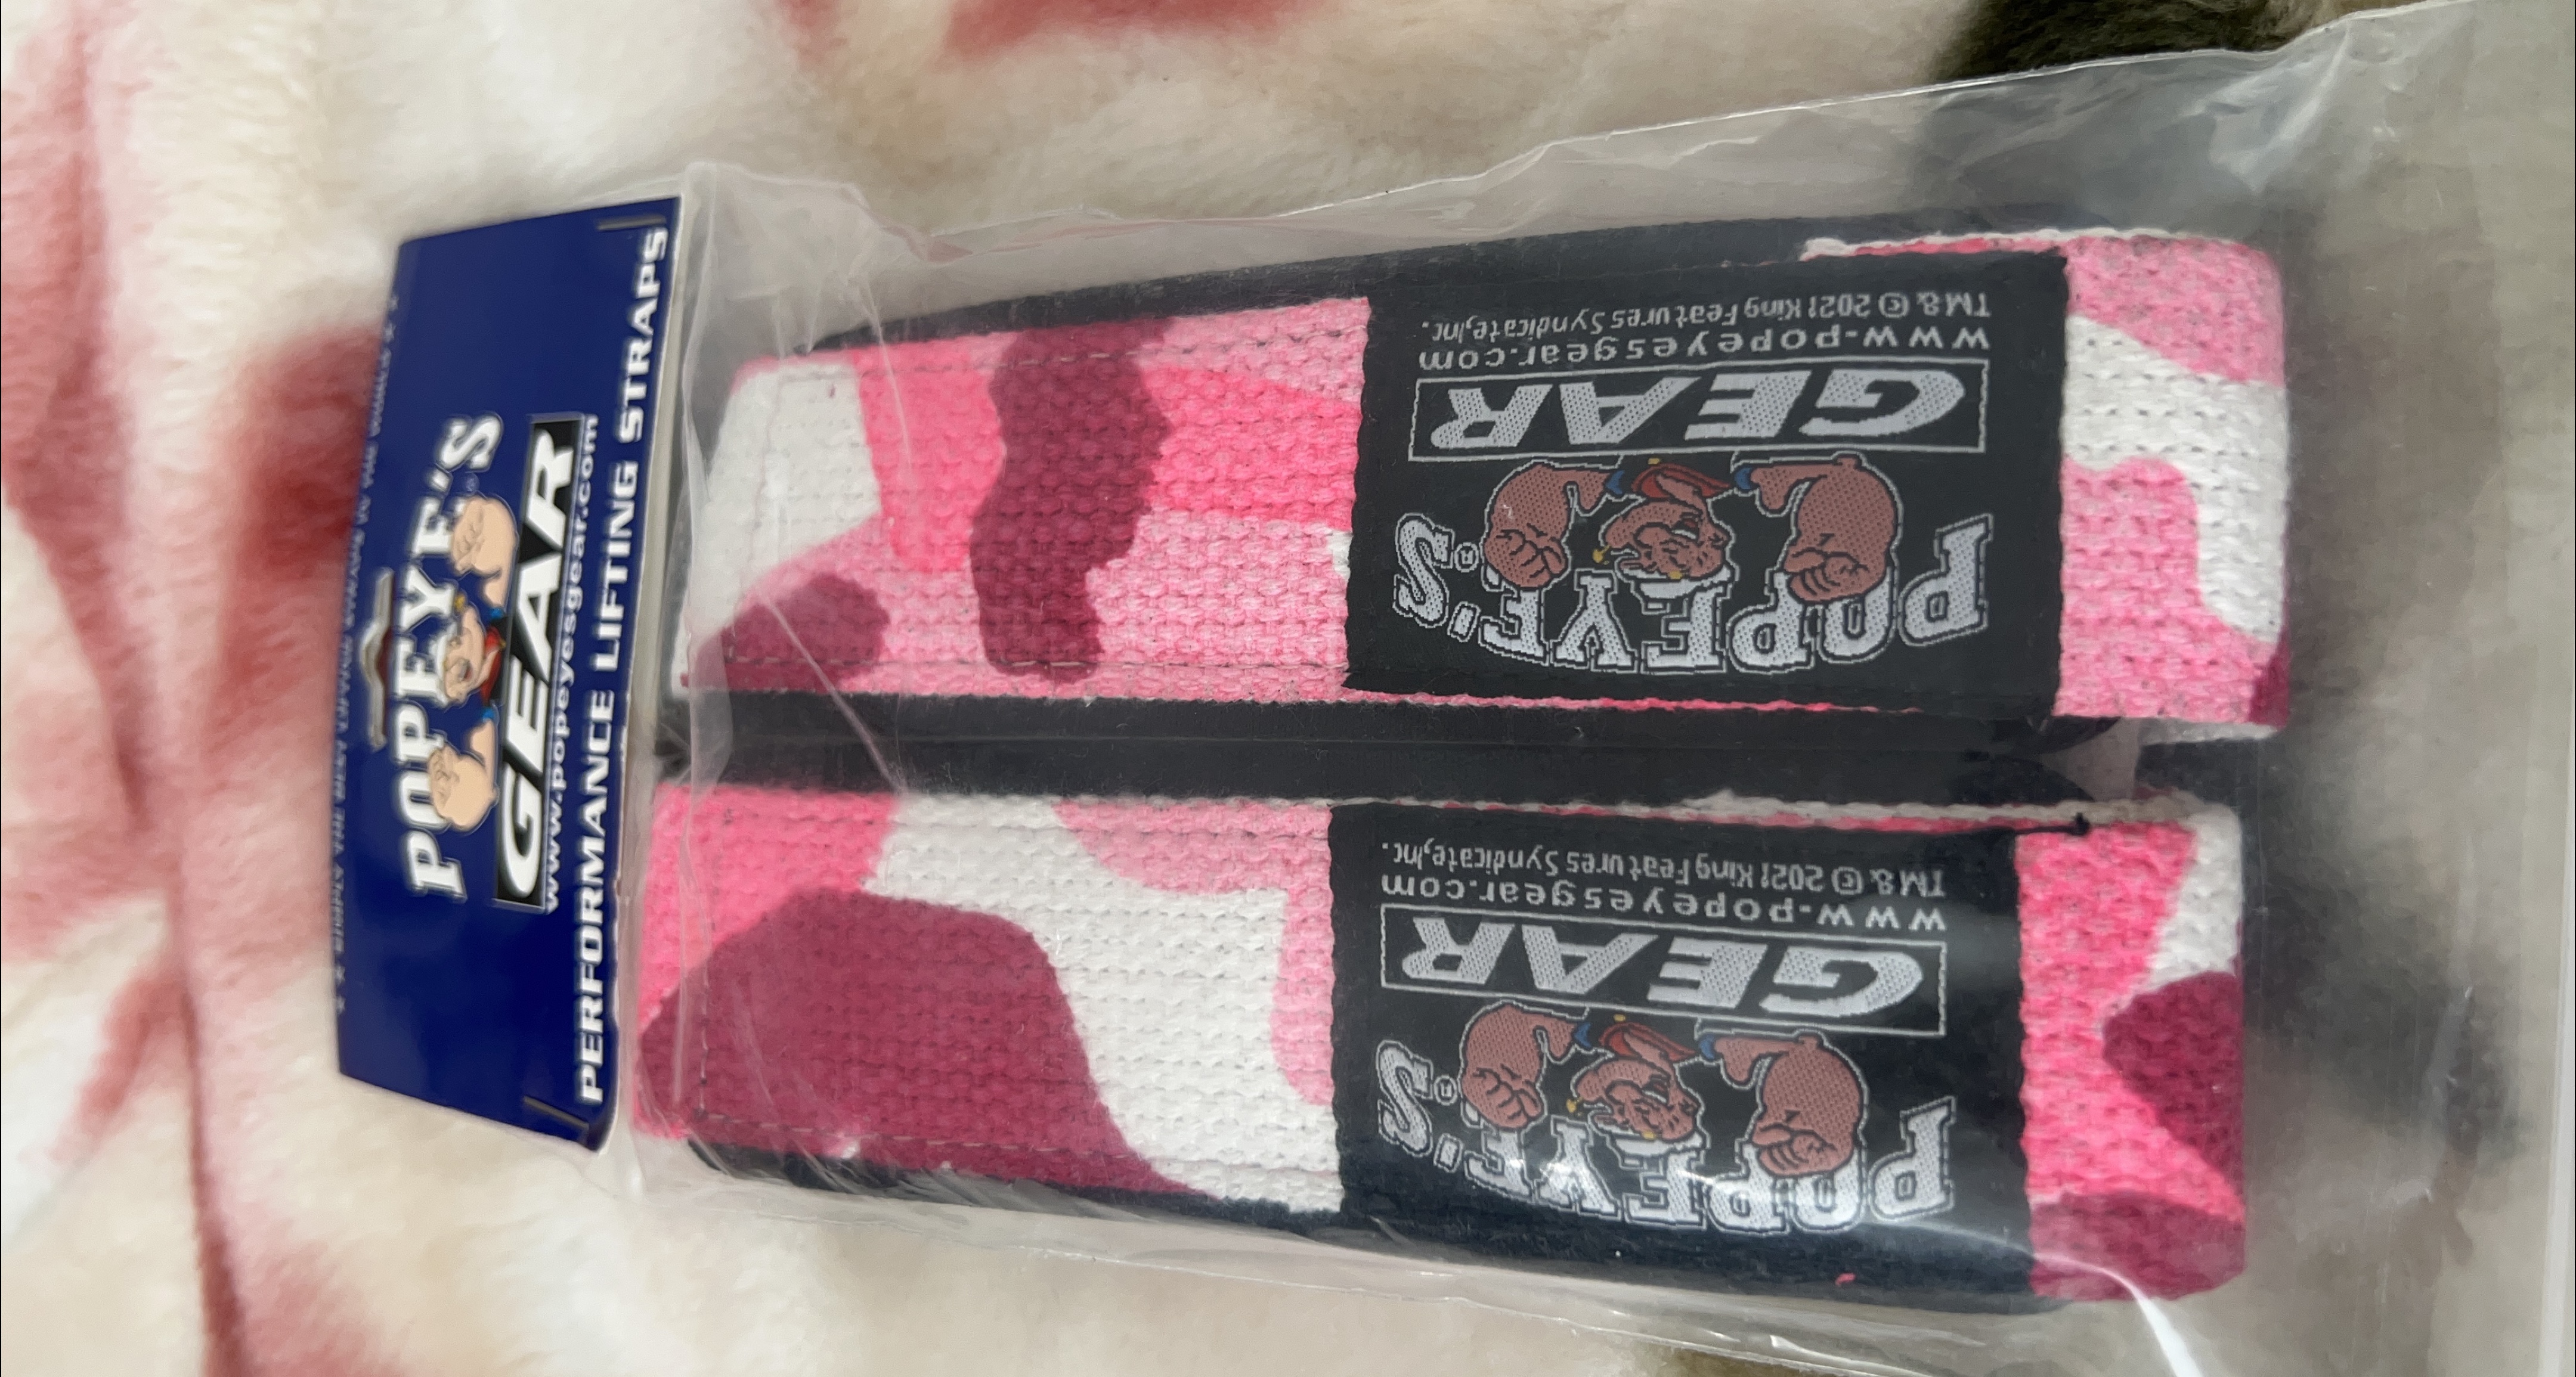 POPEYE'S
GEAR
www.popeyesgear.com
PERFORMANCE LIFTING STRAPS
POPEYE'S®
GEAR
www.popeyesgear.com
TM & © 2021 King Features Syndicate, Inc.
POPEYE'S®
GEAR
www.popeyesgear.com
TM & © 2021 King Features Syndicate, Inc.